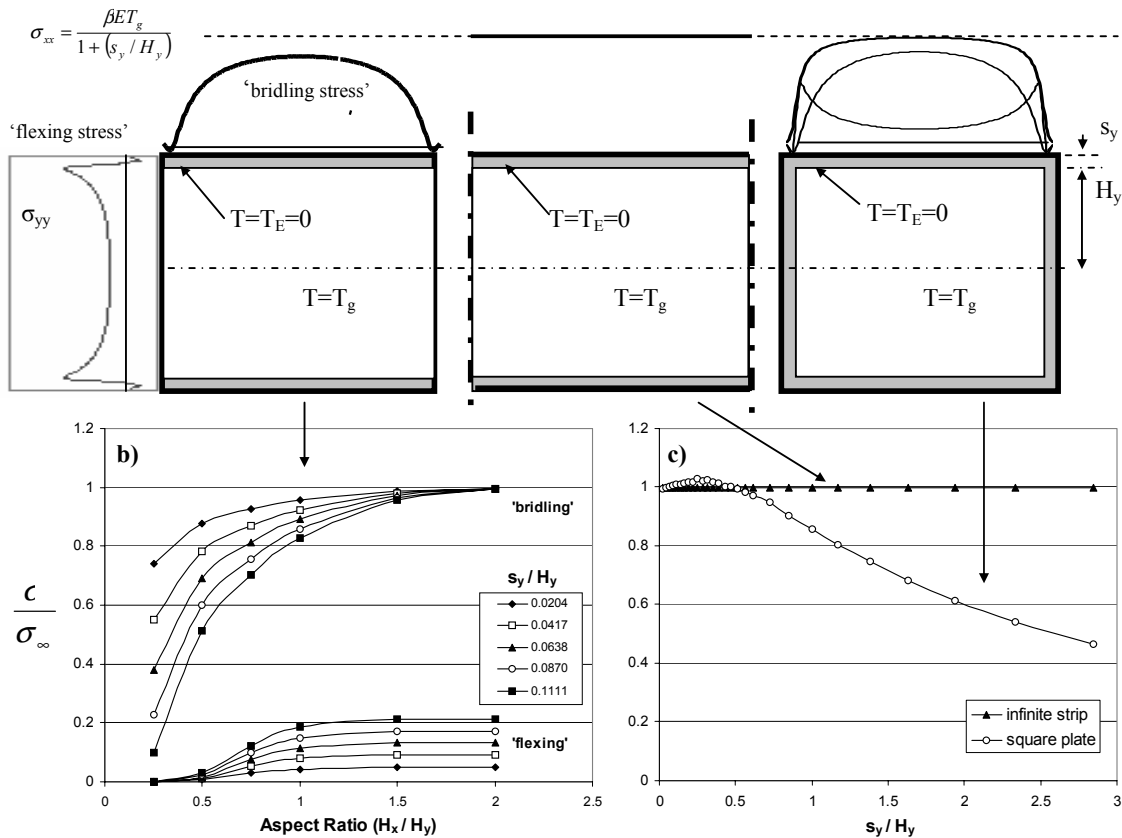 σxx = βETg / 1 + (sy / Hy)
'bridling stress'
'flexing stress'
σyy
sy
Hy
T=TE=0
T=TE=0
T=TE=0
T=Tg
T=Tg
T=Tg
b)
1.2
1
0.8
0.6
0.4
0.2
0
0
0.5
1
1.5
2
2.5
Aspect Ratio (Hx / Hy)
'bridling'
'flexing'
sy / Hy
0.0204
0.0417
0.0638
0.0870
0.1111
σ∞
c)
1.2
1
0.8
0.6
0.4
0.2
0
0
0.5
1
1.5
2
2.5
3
sy / Hy
infinite strip
square plate